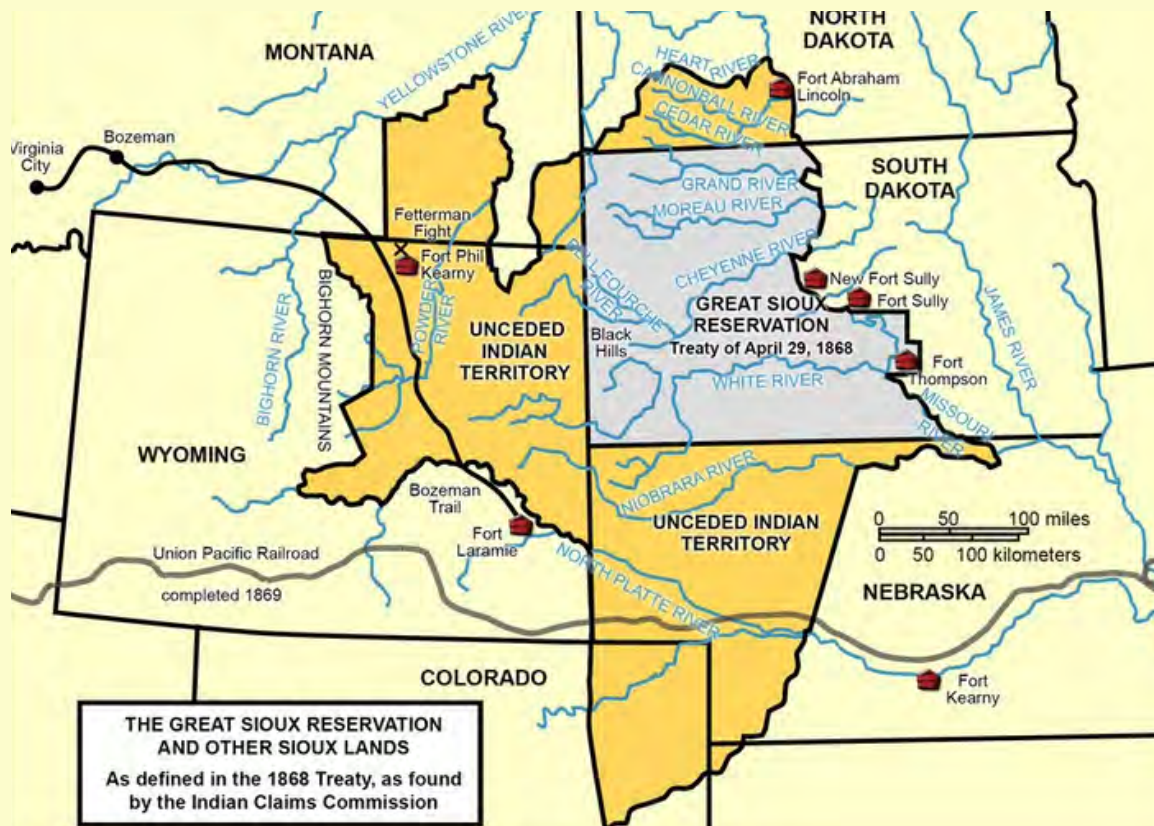 NORTH
DAKOTA
MONTANA
YELLOWSTONE RIVER
HEART RIVER
Fort Abraham
Lincoln
CANNONBALL RIVER
CEDAR RIVER
Bozeman
Virginia
City
SOUTH
DAKOTA
GRAND RIVER
MOREAU RIVER
Fetterman
Fight
Fort Phil
Kearny
BELL FOURCHE
RIVER
CHEYENNE RIVER
New Fort Sully
Fort Sully
JAMES RIVER
BIGHORN RIVER
BIGHORN MOUNTAINS
POWDER
RIVER
UNCEDED
INDIAN
TERRITORY
Black
Hills
GREAT SIOUX
RESERVATION
Treaty of April 29, 1868
WHITE RIVER
Fort
Thompson
MISSOURI
RIVER
WYOMING
NIOBRARA RIVER
Bozeman
Trail
Fort
Laramie
UNCEDED INDIAN
TERRITORY
0 50 100 miles
0 50 100 kilometers
Union Pacific Railroad
completed 1869
NORTH PLATTE RIVER
NEBRASKA
COLORADO
Fort
Kearny
THE GREAT SIOUX RESERVATION
AND OTHER SIOUX LANDS
As defined in the 1868 Treaty, as found
by the Indian Claims Commission